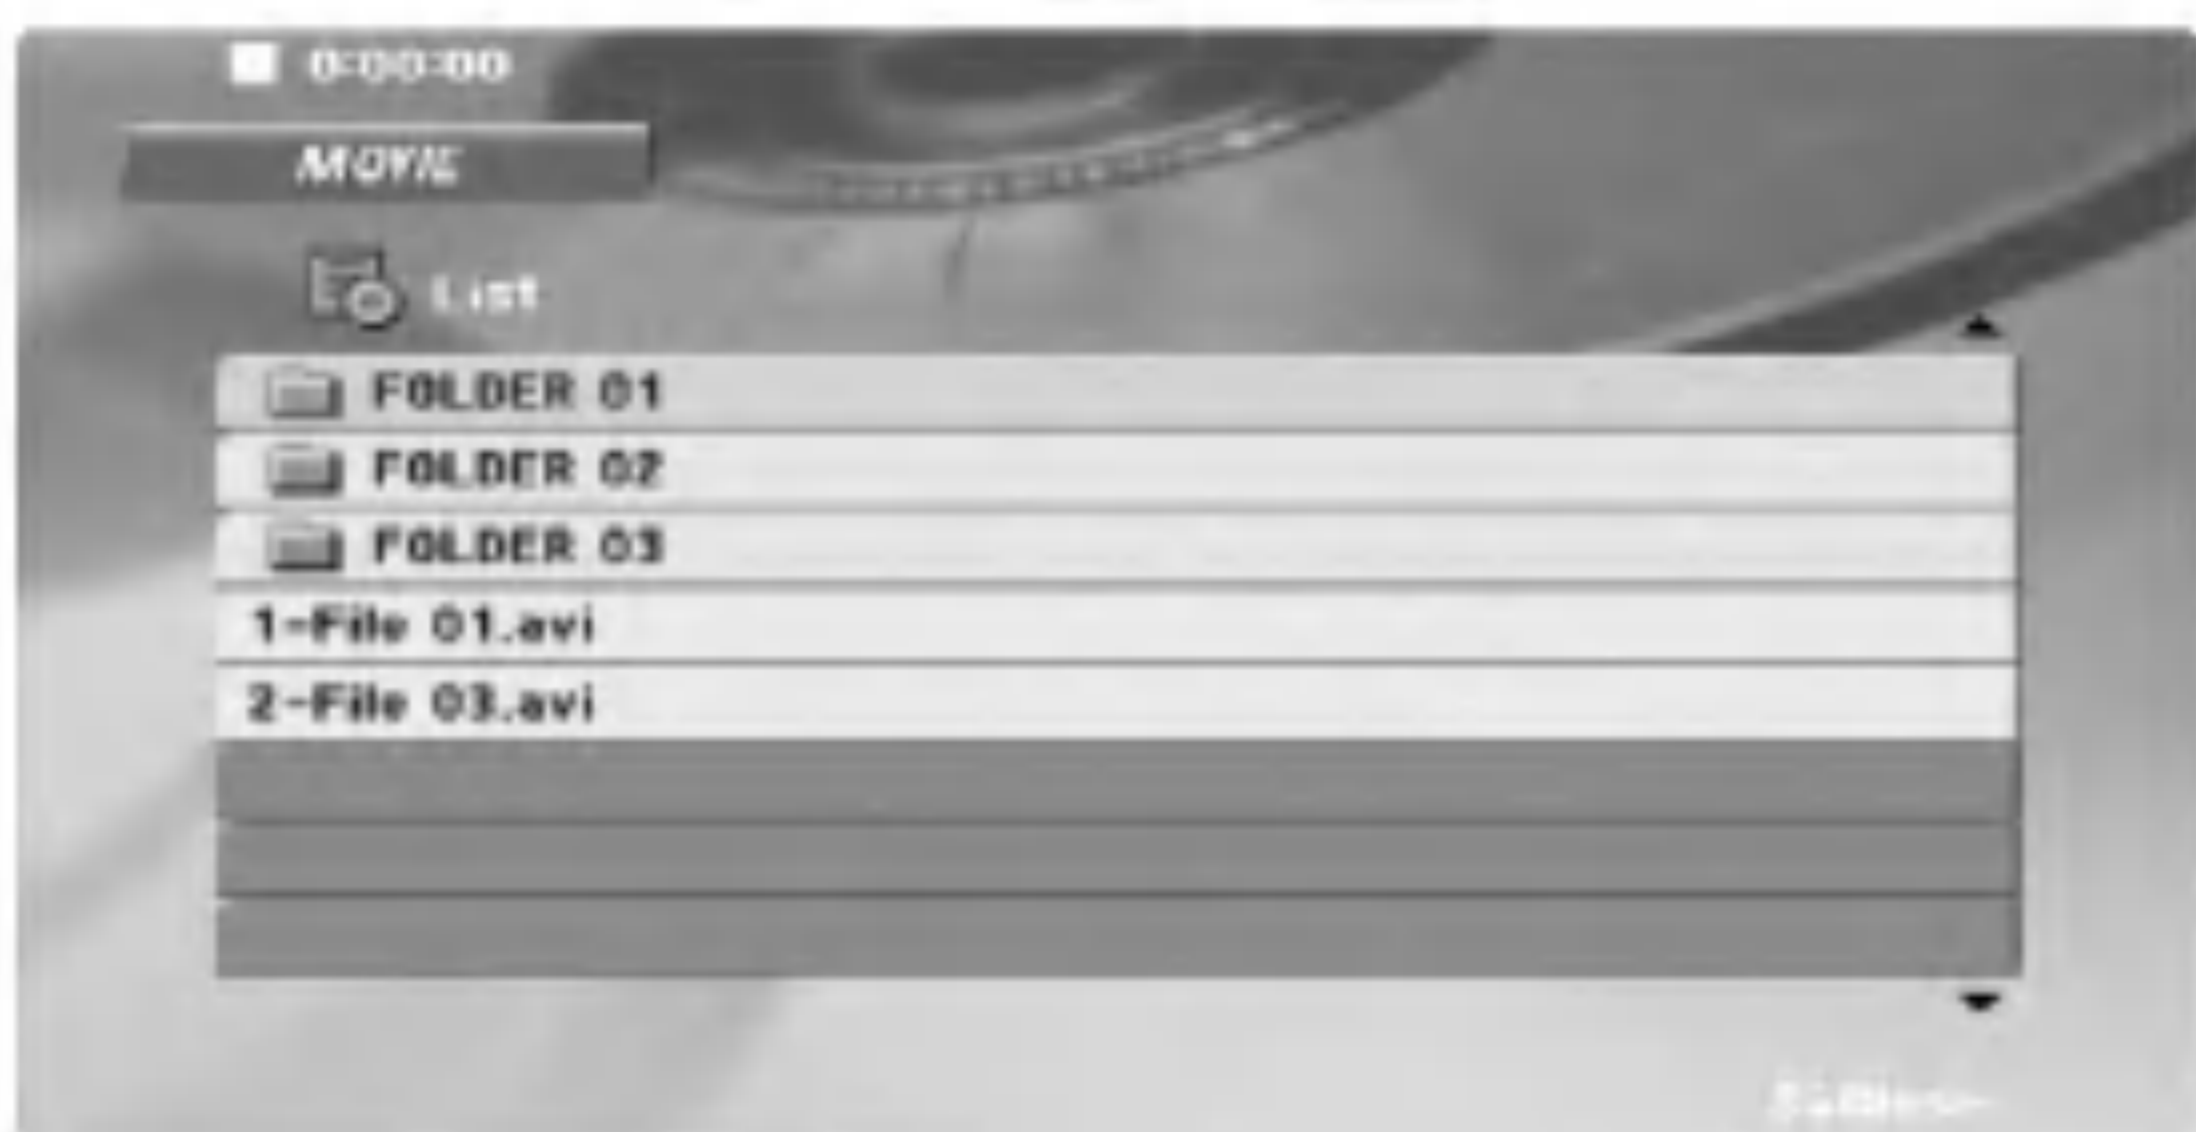 0:00:00
MOVIE
List
FOLDER 01
FOLDER 02
FOLDER 03
1-File 01.avi
2-File 03.avi